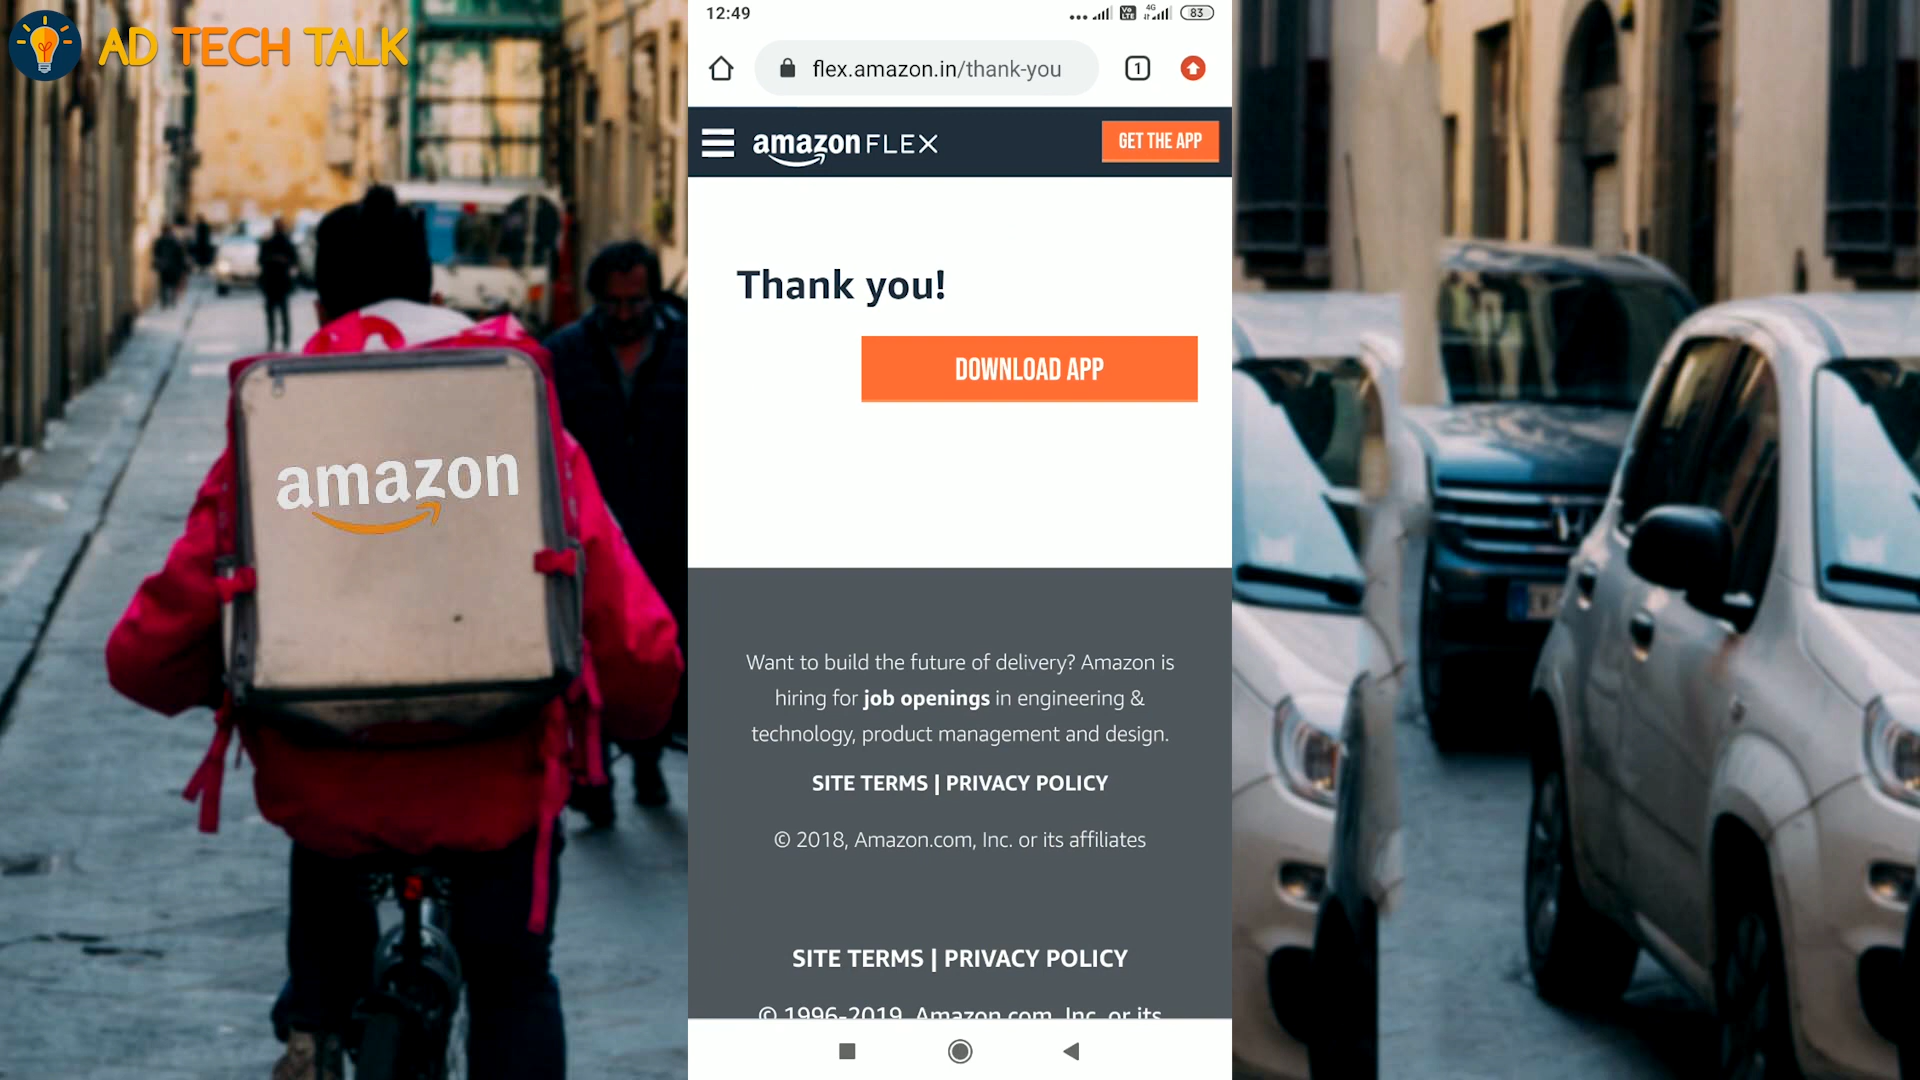 AD TECH TALK
12:49
4G
83
flex.amazon.in/thank-you
1
amazon FLEX
GET THE APP
Thank you!
DOWNLOAD APP
amazon
Want to build the future of delivery? Amazon is
hiring for job openings in engineering &
technology, product management and design.
SITE TERMS | PRIVACY POLICY
© 2018, Amazon.com, Inc. or its affiliates
SITE TERMS | PRIVACY POLICY
© 1996-2019, Amazon.com, Inc. or its